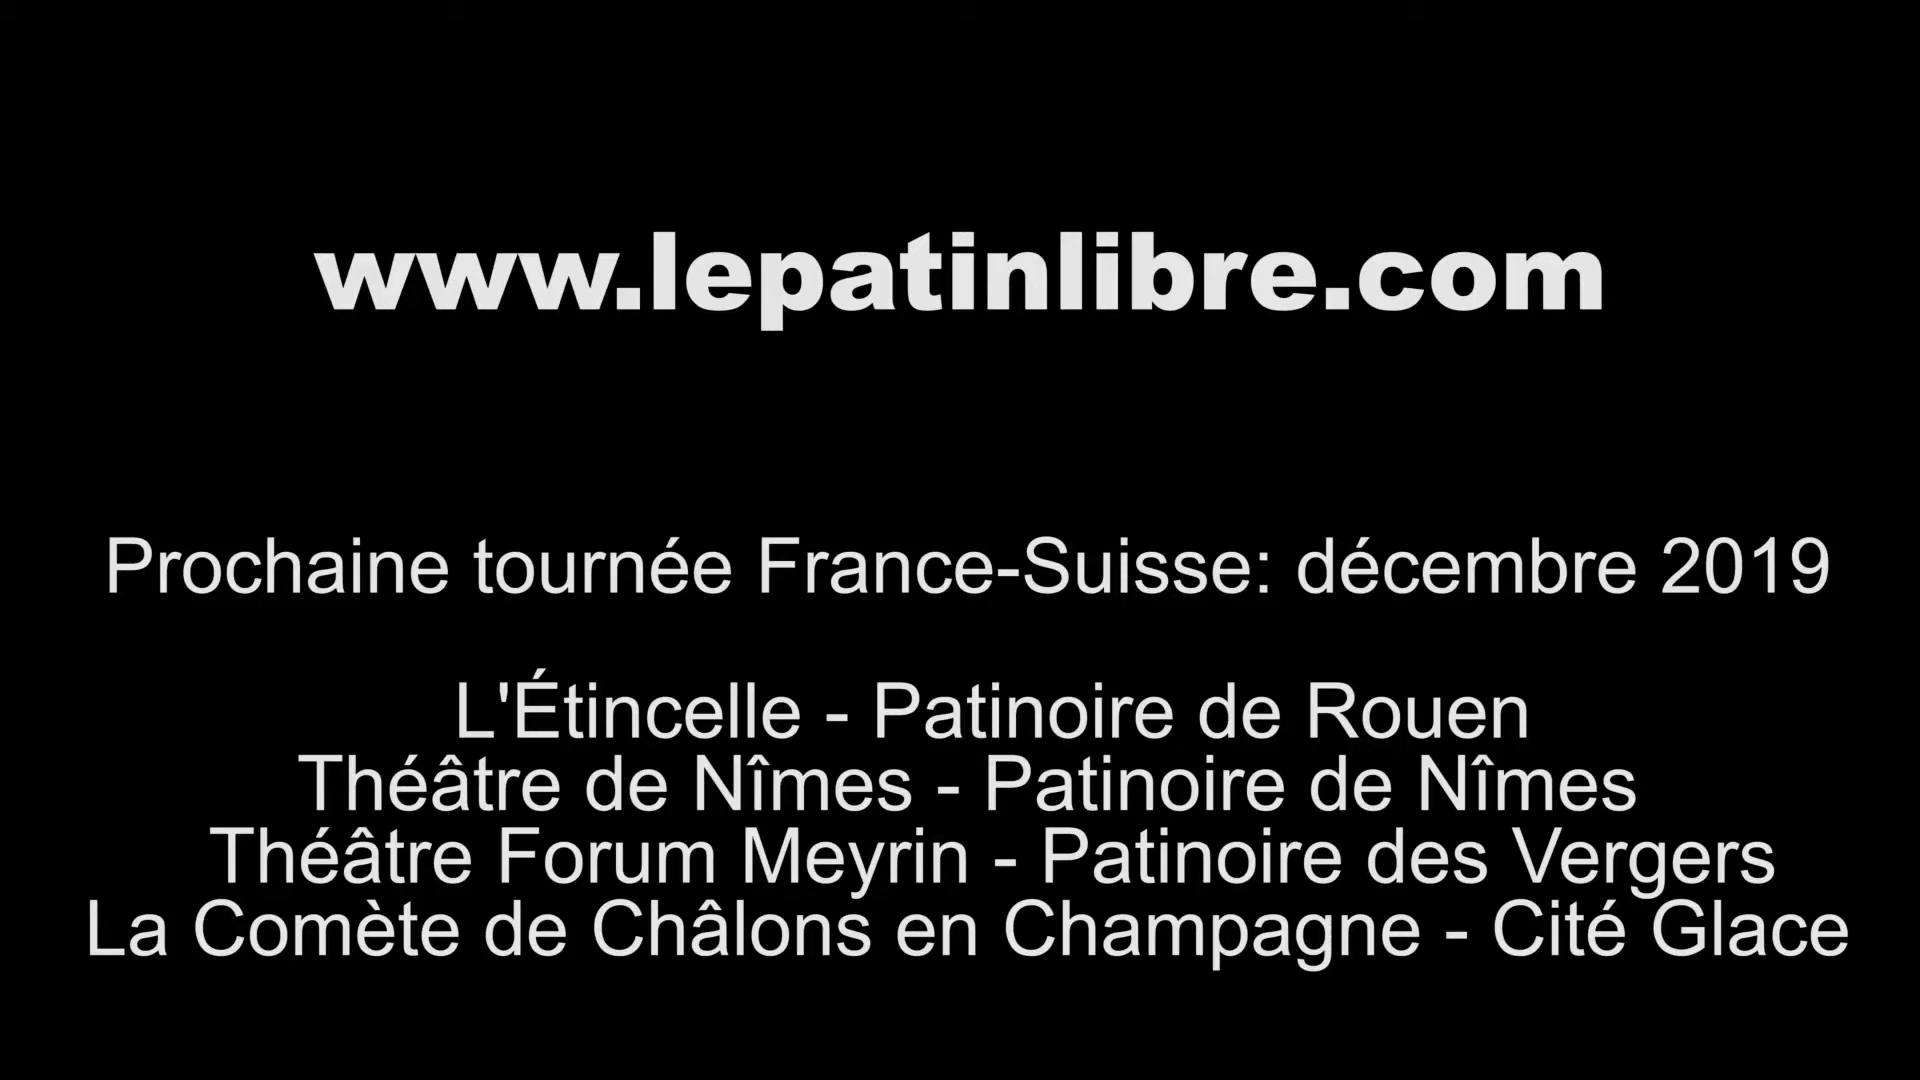 www.lepatinlibre.com
Prochaine tournée France-Suisse: décembre 2019
L'Étincelle - Patinoire de Rouen
Théâtre de Nîmes - Patinoire de Nîmes
Théâtre Forum Meyrin - Patinoire des Vergers
La Comète de Châlons en Champagne - Cité Glace